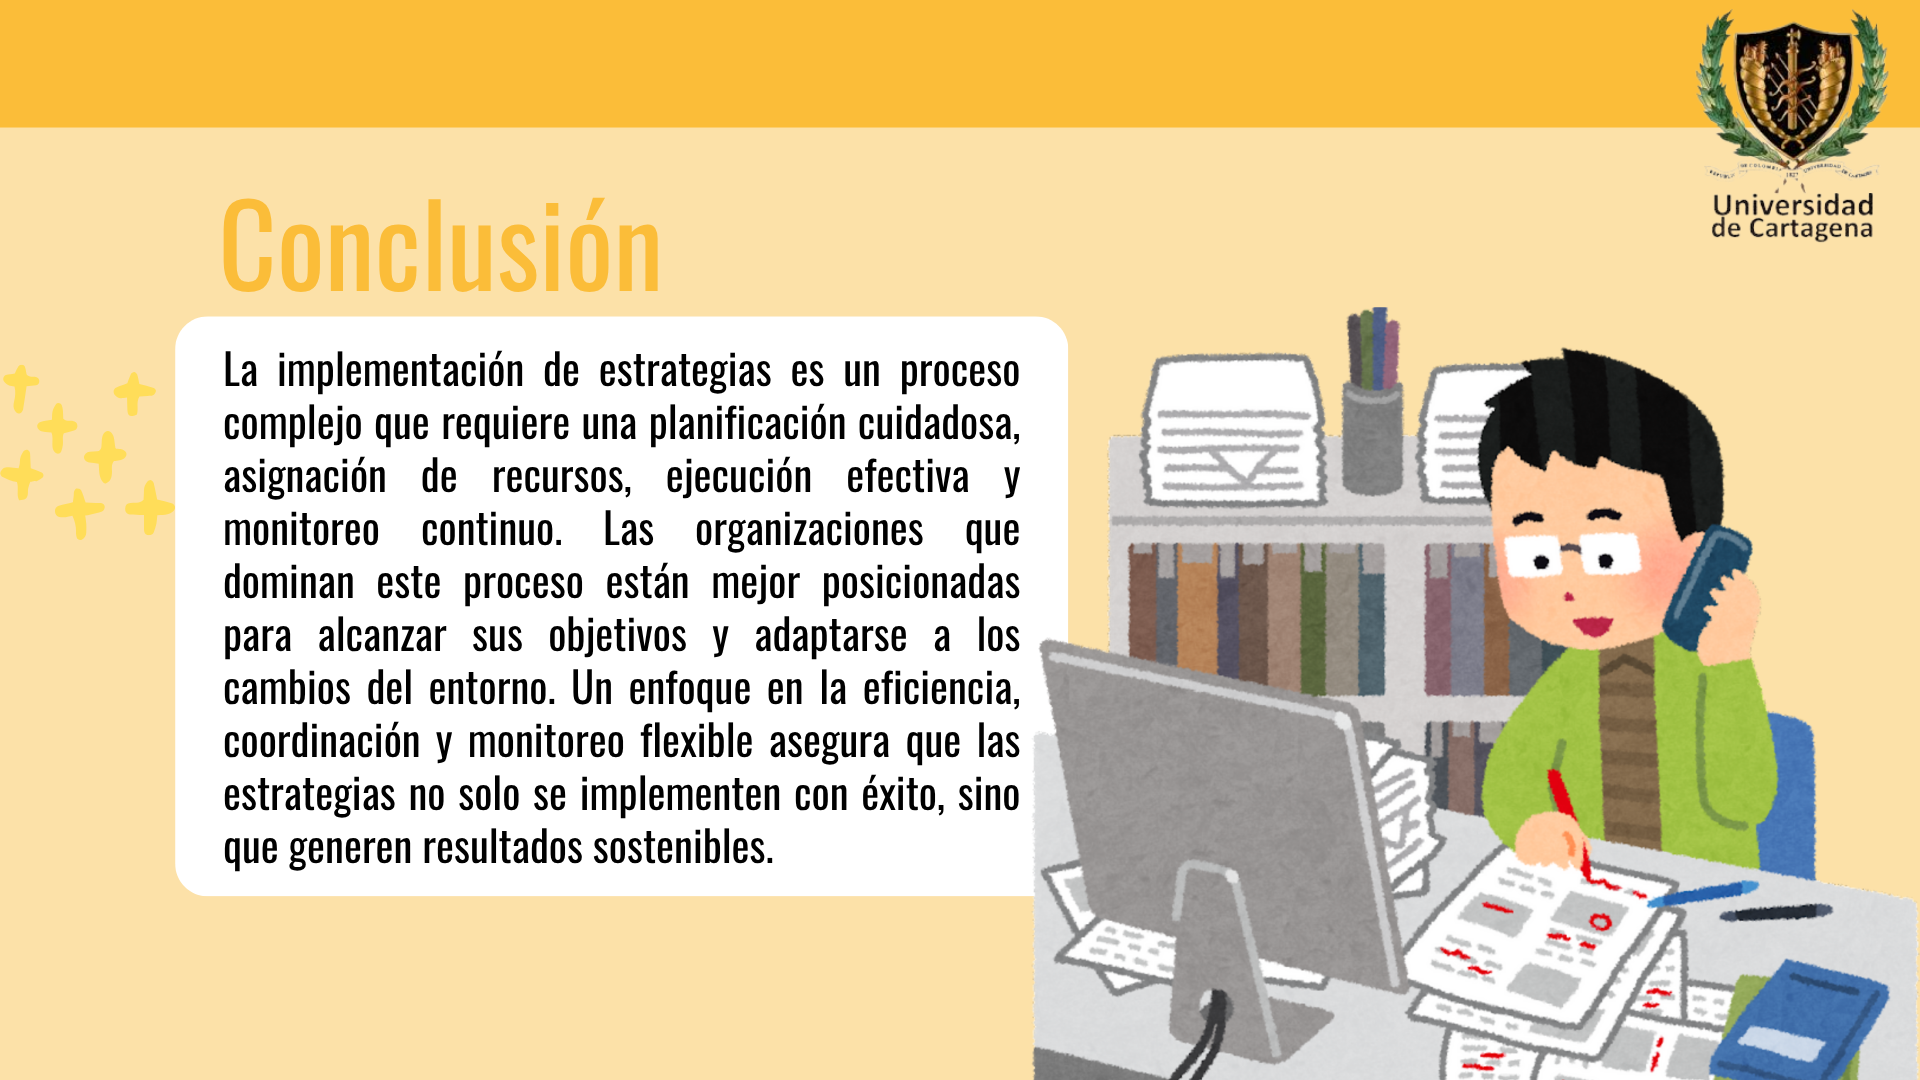 Universidad
de Cartagena
Conclusión
La implementación de estrategias es un proceso
complejo que requiere una planificación cuidadosa,
asignación de recursos, ejecución efectiva y
monitoreo continuo. Las organizaciones que
dominan este proceso están mejor posicionadas
para alcanzar sus objetivos y adaptarse a los
cambios del entorno. Un enfoque en la eficiencia,
coordinación y monitoreo flexible asegura que las
estrategias no solo se implementen con éxito, sino
que generen resultados sostenibles.